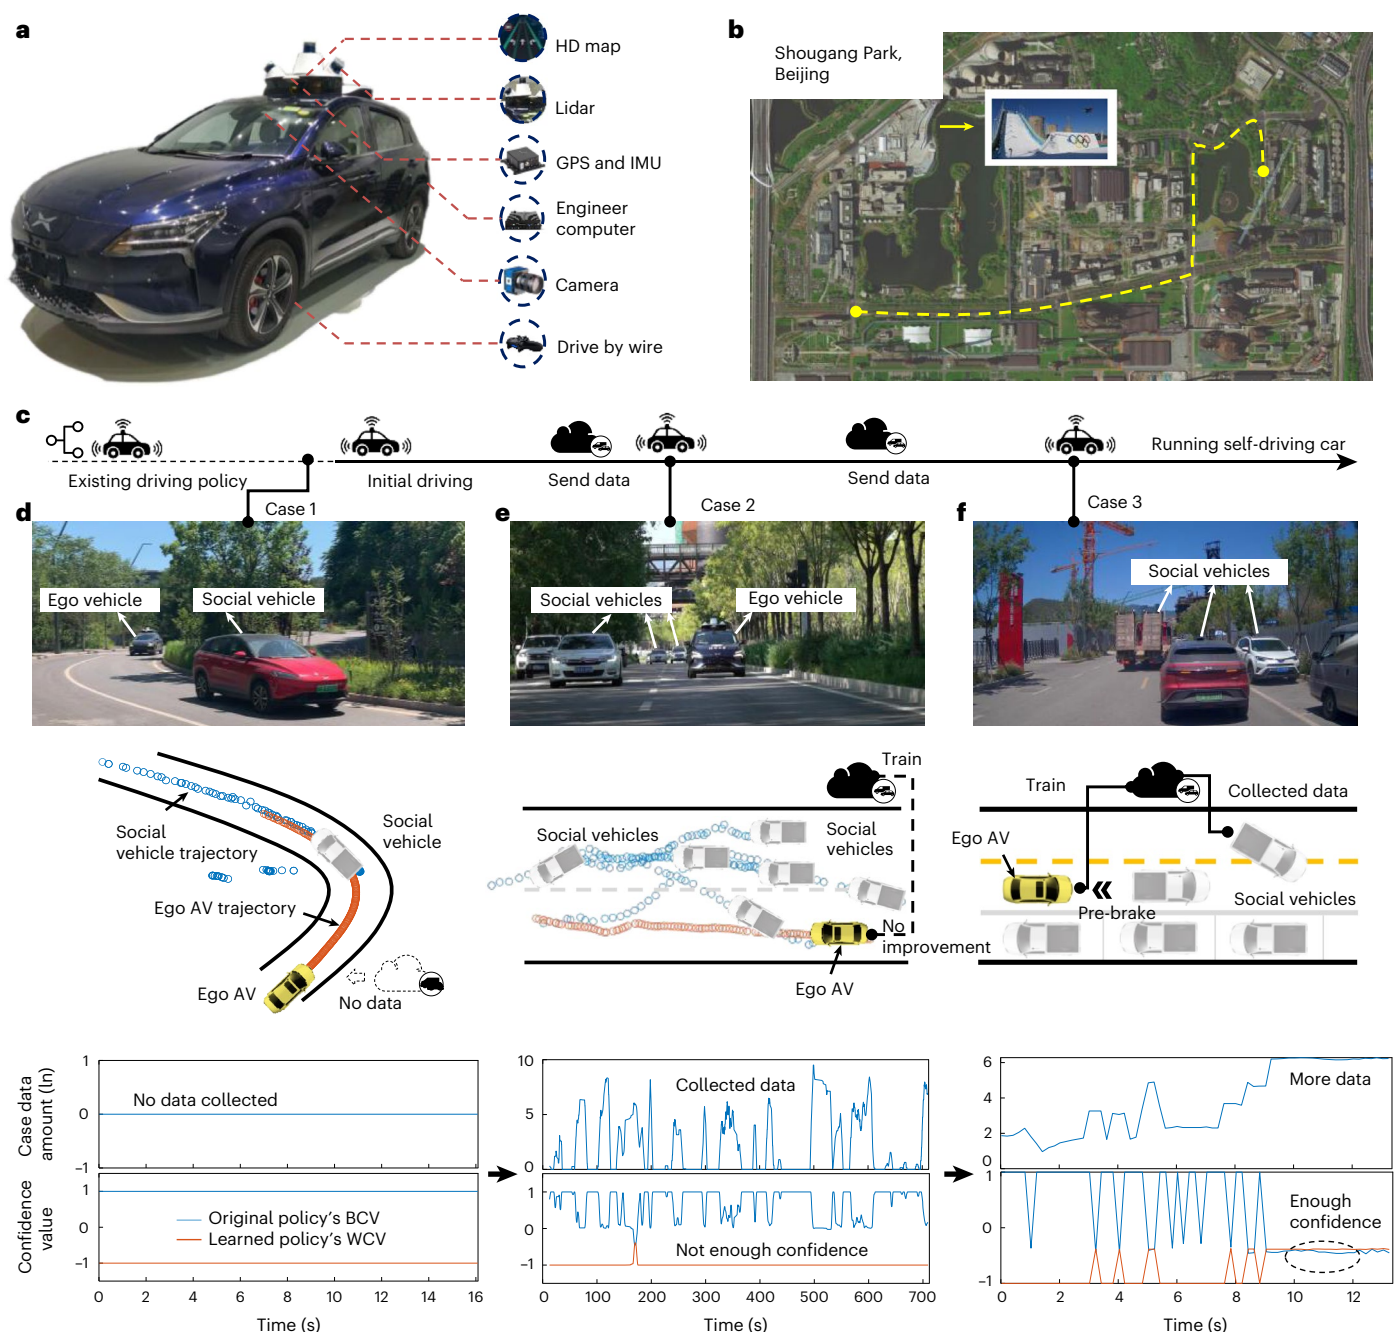 a
HD map
Lidar
GPS and IMU
Engineer
computer
Camera
Drive by wire
b
Shougang Park,
Beijing
c
Existing driving policy
Initial driving
Send data
Send data
Running self-driving car
Case 1
Case 2
Case 3
d
Ego vehicle
Social vehicle
Social
vehicle trajectory
Social
vehicle
Ego AV trajectory
Ego AV
No data
e
Social vehicles
Ego vehicle
Train
Social vehicles
Social
vehicles
No
improvement
Ego AV
f
Social vehicles
Train
Collected data
Ego AV
Pre-brake
Social vehicles
Case data
amount (ln)
1
0
−1
No data collected
Confidence
value
1
0
−1
Original policy's BCV
Learned policy's WCV
0 2 4 6 8 10 12 14 16
Time (s)
10
5
0
Collected data
1
0
−1
Not enough confidence
0 100 200 300 400 500 600 700
Time (s)
6
4
2
0
More data
1
0
−1
Enough
confidence
0 2 4 6 8 10 12
Time (s)